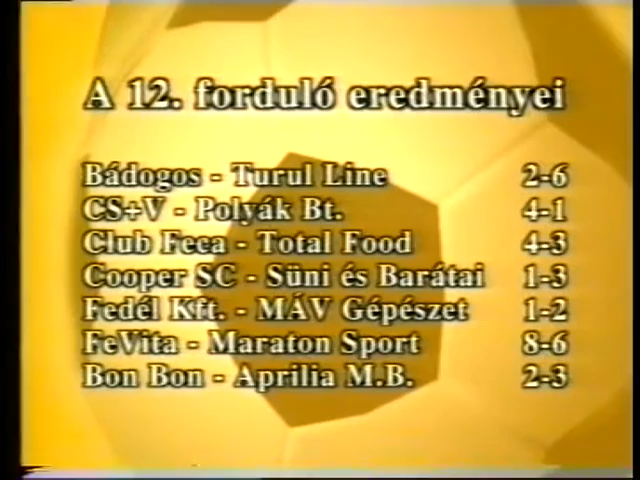 A 12. forduló eredményei
Bádogos - Turul Line 2-6
CS+V - Polyák Bt. 4-1
Club Feca - Total Food 4-3
Cooper SC - Süni és Barátai 1-3
Fedél Kft. - MÁV Gépészet 1-2
FeVita - Maraton Sport 8-6
Bon Bon - Aprilia M.B. 2-3